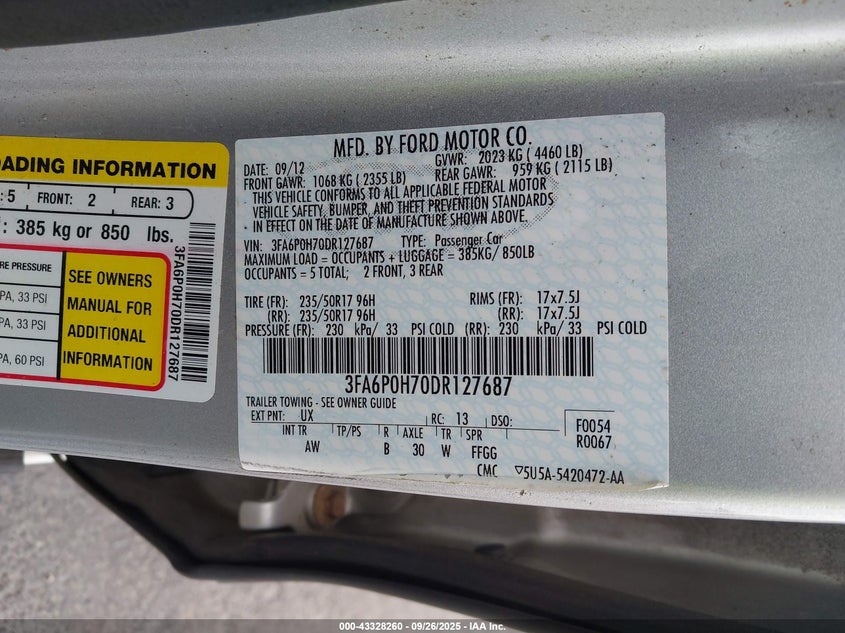 OADING INFORMATION
: 5 FRONT: 2 REAR: 3
: 385 kg or 850 lbs.
RE PRESSURE
PA, 33 PSI
PA, 33 PSI
PA, 60 PSI
SEE OWNERS
MANUAL FOR
ADDITIONAL
INFORMATION
3FA6P0H70DR127687
MFD. BY FORD MOTOR CO.
DATE: 09/12 GVWR: 2023 KG ( 4460 LB)
FRONT GAWR: 1068 KG ( 2355 LB) REAR GAWR: 959 KG ( 2115 LB)
THIS VEHICLE CONFORMS TO ALL APPLICABLE FEDERAL MOTOR
VEHICLE SAFETY, BUMPER, AND THEFT PREVENTION STANDARDS
IN EFFECT ON THE DATE OF MANUFACTURE SHOWN ABOVE.
VIN: 3FA6P0H70DR127687 TYPE: Passenger Car
MAXIMUM LOAD = OCCUPANTS + LUGGAGE = 385KG/ 850LB
OCCUPANTS = 5 TOTAL; 2 FRONT, 3 REAR
TIRE (FR): 235/50R17 96H RIMS (FR): 17x7.5J
(RR): 235/50R17 96H (RR): 17x7.5J
PRESSURE (FR): 230 kPa/ 33 PSI COLD (RR): 230 kPa/ 33 PSI COLD
3FA6P0H70DR127687
TRAILER TOWING - SEE OWNER GUIDE
EXT PNT: UX RC: 13 DSO: F0054
INT TR TP/PS R AXLE TR SPR R0067
AW B 30 W FFGG
CMC ▽5U5A-5420472-AA
000-43328260 - 09/26/2025 - IAA Inc.